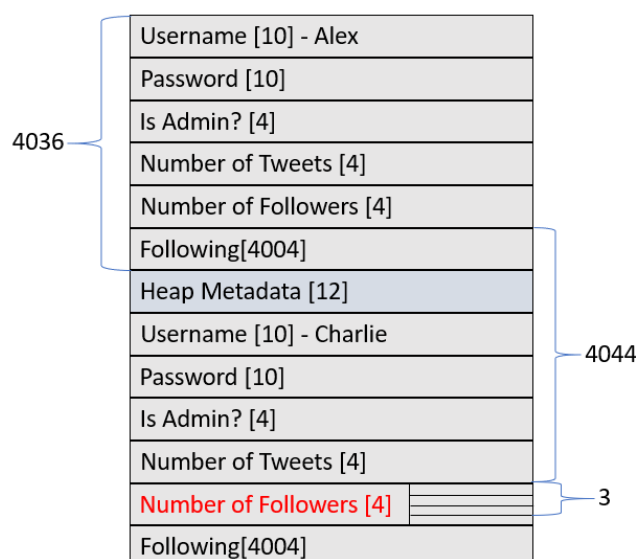 Username [10] - Alex
Password [10]
Is Admin? [4]
4036
Number of Tweets [4]
Number of Followers [4]
Following[4004]
Heap Metadata [12]
Username [10] - Charlie
4044
Password [10]
Is Admin? [4]
Number of Tweets [4]
Number of Followers [4]
3
Following[4004]